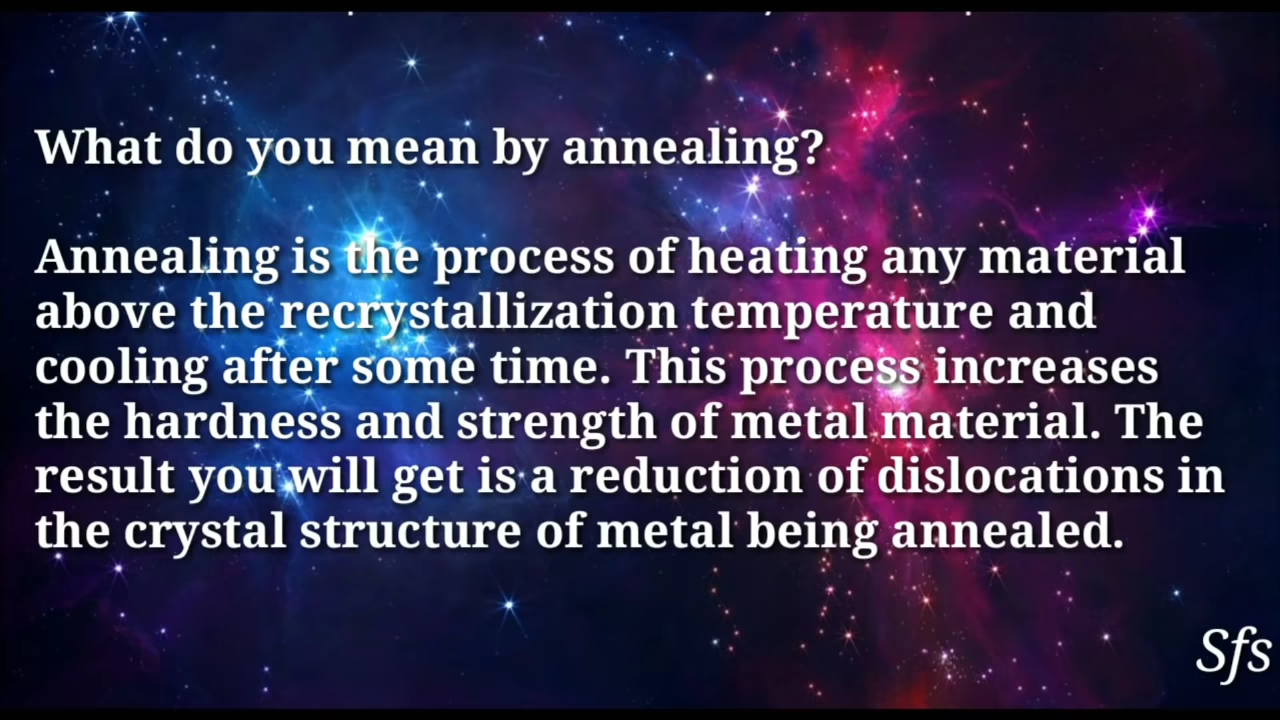 What do you mean by annealing?
Annealing is the process of heating any material
above the recrystallization temperature and
cooling after some time. This process increases
the hardness and strength of metal material. The
result you will get is a reduction of dislocations in
the crystal structure of metal being annealed.
Sfs